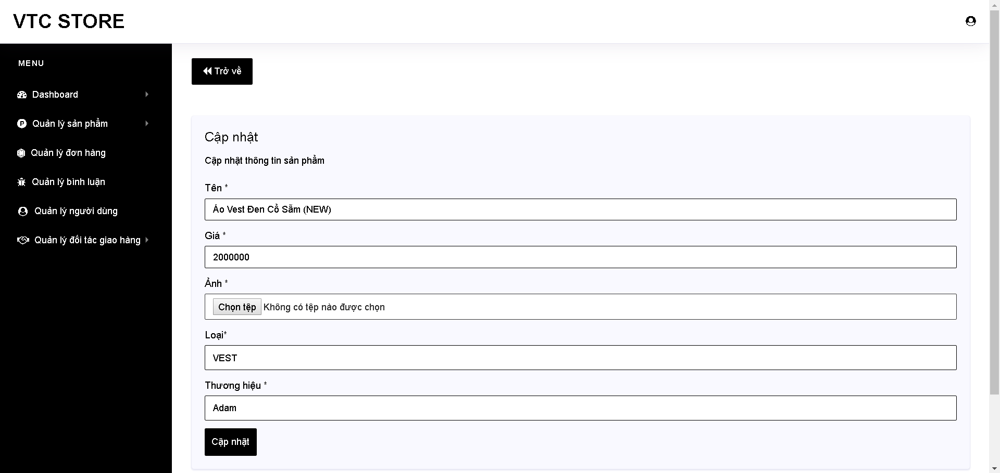 VTC STORE
MENU
Dashboard
Quản lý sản phẩm
Quản lý đơn hàng
Quản lý bình luận
Quản lý người dùng
Quản lý đối tác giao hàng
Trở về
Cập nhật
Cập nhật thông tin sản phẩm
Tên *
Áo Vest Đen Cổ Sẫm (NEW)
Giá *
2000000
Ảnh *
Chọn tệp Không có tệp nào được chọn
Loại*
VEST
Thương hiệu *
Adam
Cập nhật